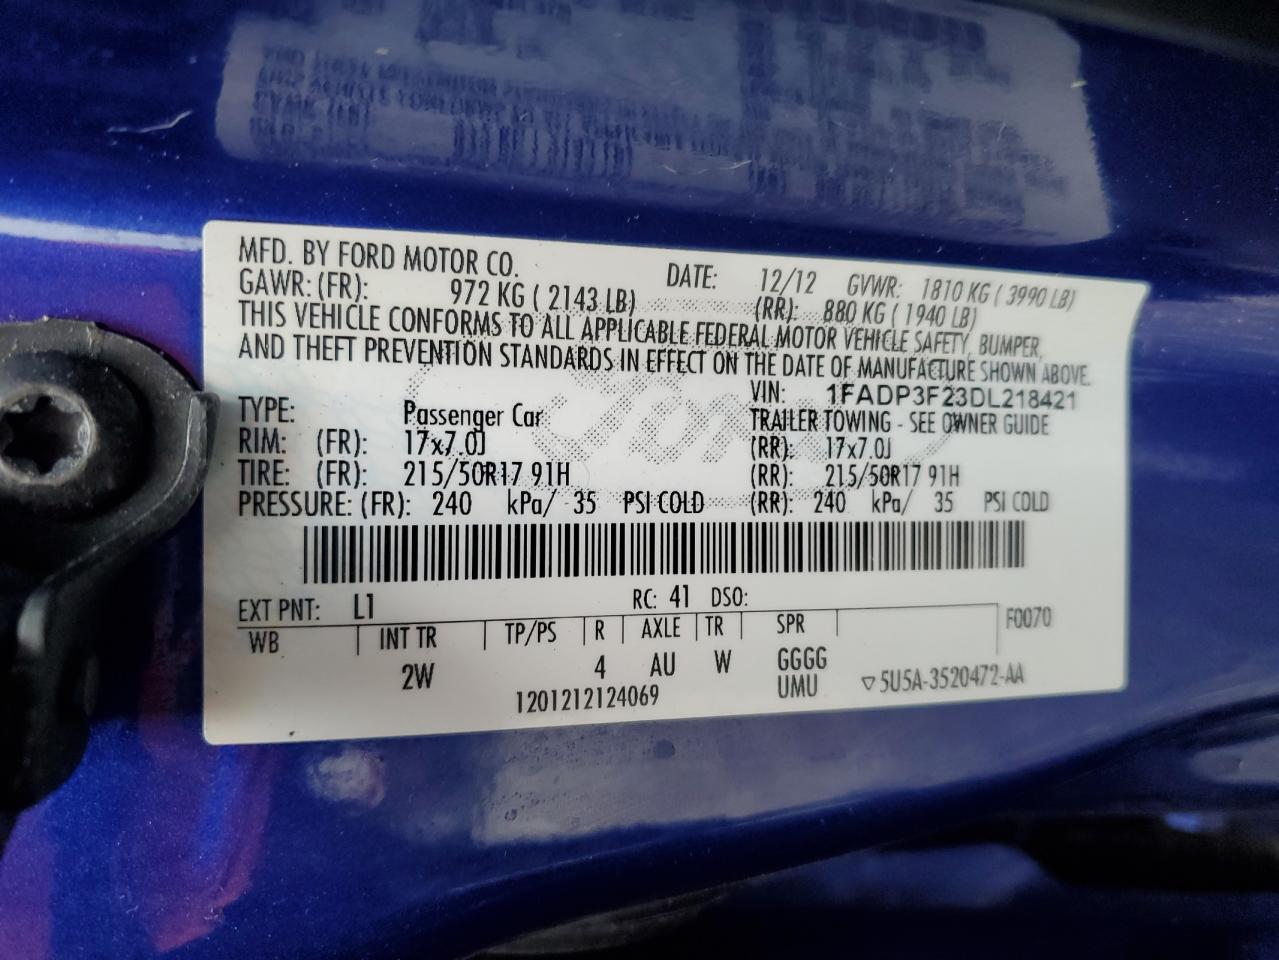 MFD. BY FORD MOTOR CO. DATE: 12/12 GVWR: 1810 KG ( 3990 LB)
GAWR: (FR): 972 KG ( 2143 LB) (RR): 880 KG ( 1940 LB)
THIS VEHICLE CONFORMS TO ALL APPLICABLE FEDERAL MOTOR VEHICLE SAFETY, BUMPER,
AND THEFT PREVENTION STANDARDS IN EFFECT ON THE DATE OF MANUFACTURE SHOWN ABOVE.
VIN: 1FADP3F23DL218421
TYPE: Passenger Car TRAILER TOWING - SEE OWNER GUIDE
RIM: (FR): 17x7.0J (RR): 17x7.0J
TIRE: (FR): 215/50R17 91H (RR): 215/50R17 91H
PRESSURE: (FR): 240 kPa/ 35 PSI COLD (RR): 240 kPa/ 35 PSI COLD
EXT PNT: L1 RC: 41 DSO:
WB INT TR TP/PS R AXLE TR SPR F0070
2W 4 AU W GGGG
UMU ▽5U5A-3520472-AA
1201212124069
Ford